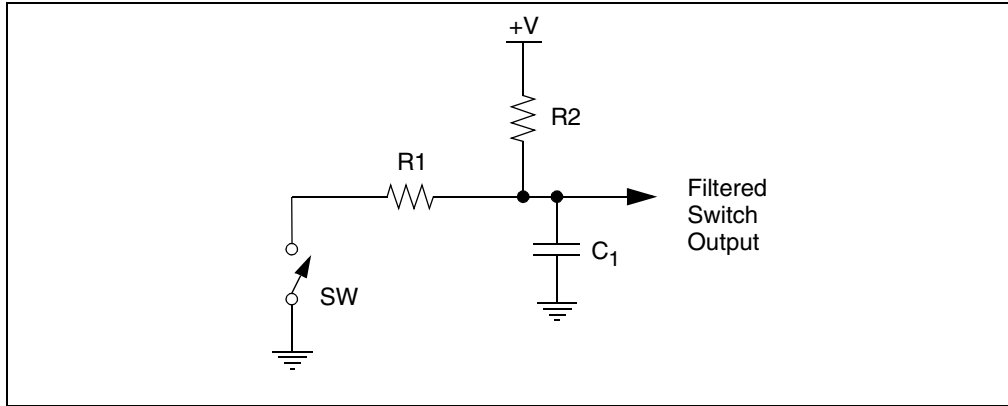 +V
R2
R1
Filtered
Switch
Output
C1
SW